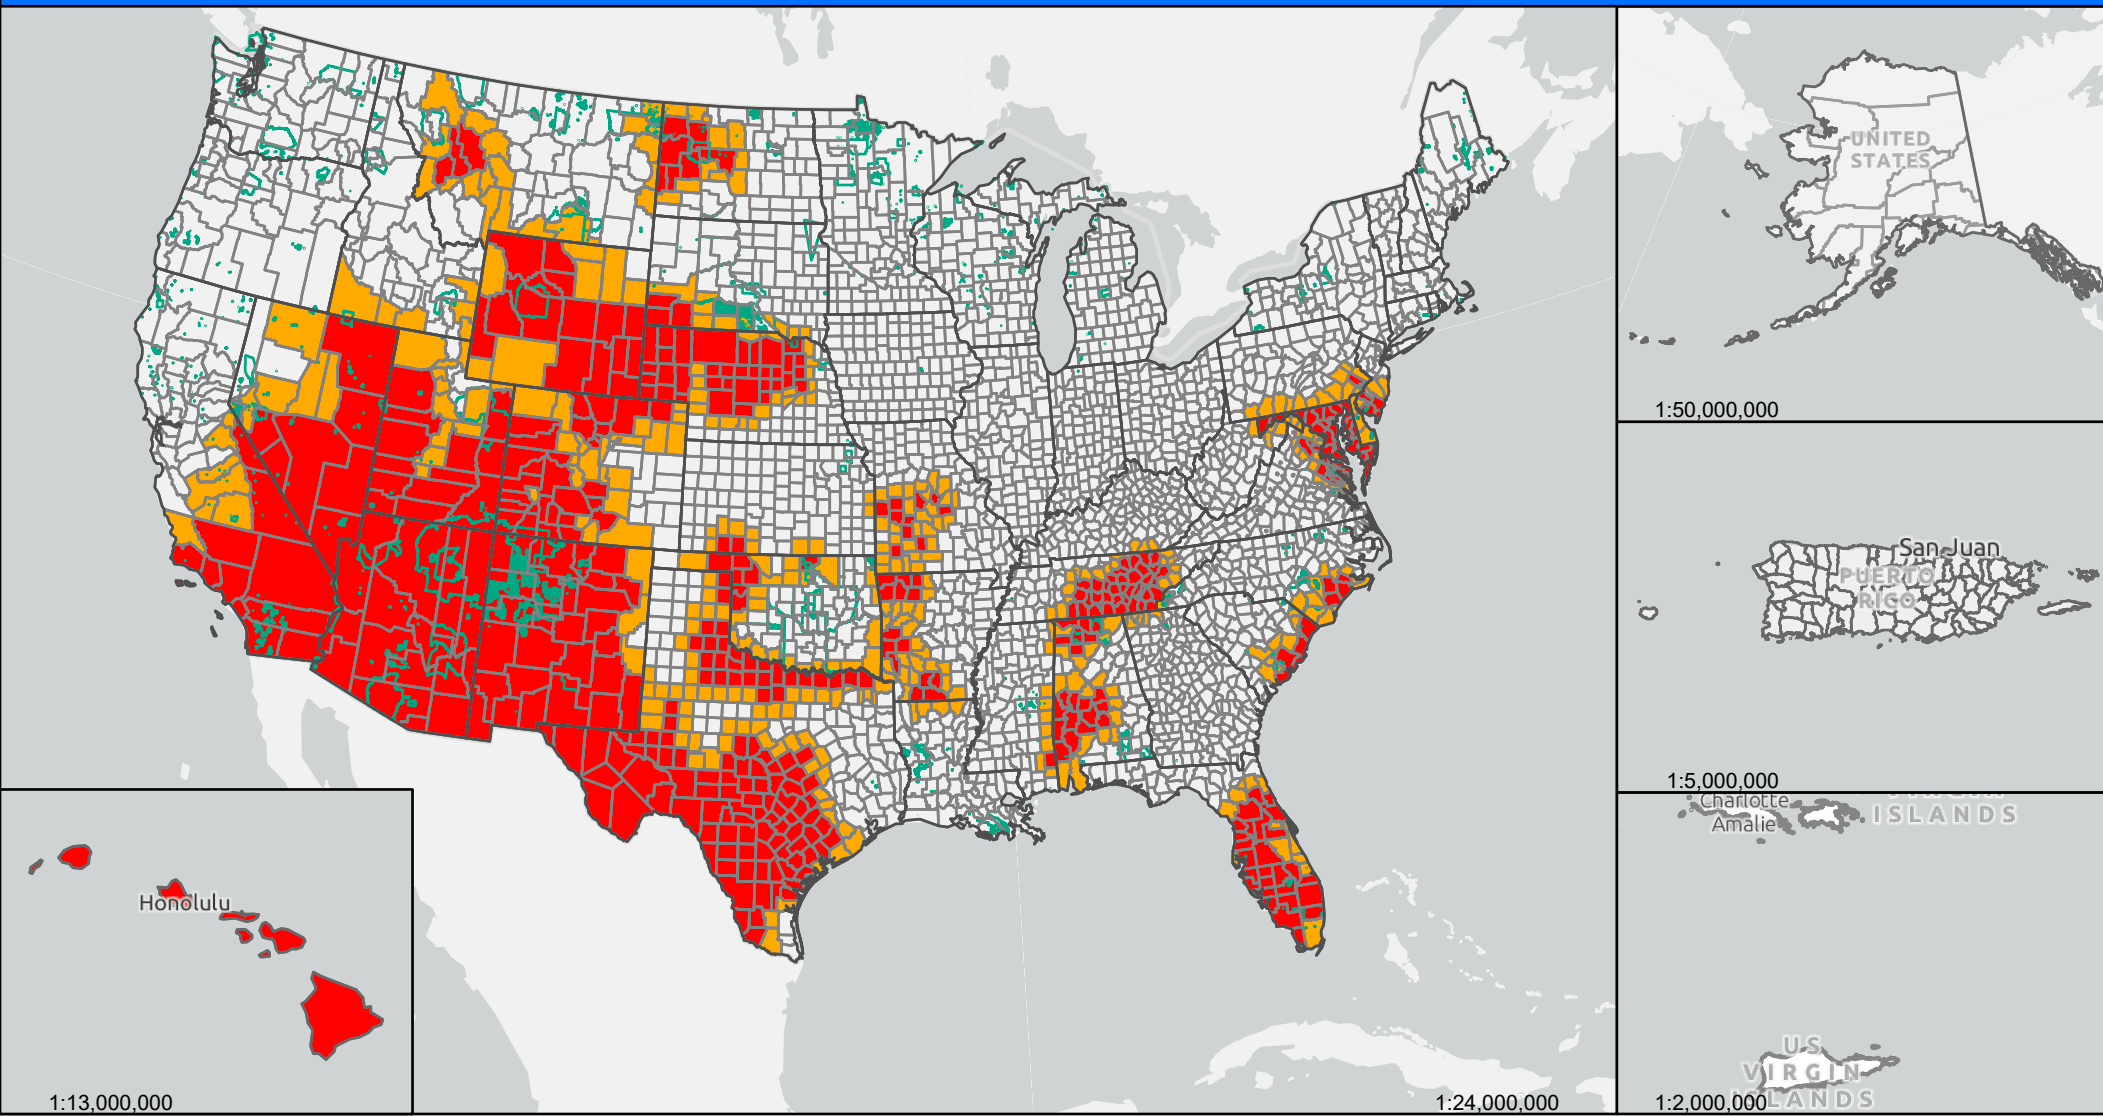 UNITED
STATES
1:50,000,000
San Juan
PUERTO
RICO
1:5,000,000
Charlotte
Amalie
ISLANDS
US
VIRGIN
ISLANDS
1:2,000,000
Honolulu
1:13,000,000
1:24,000,000